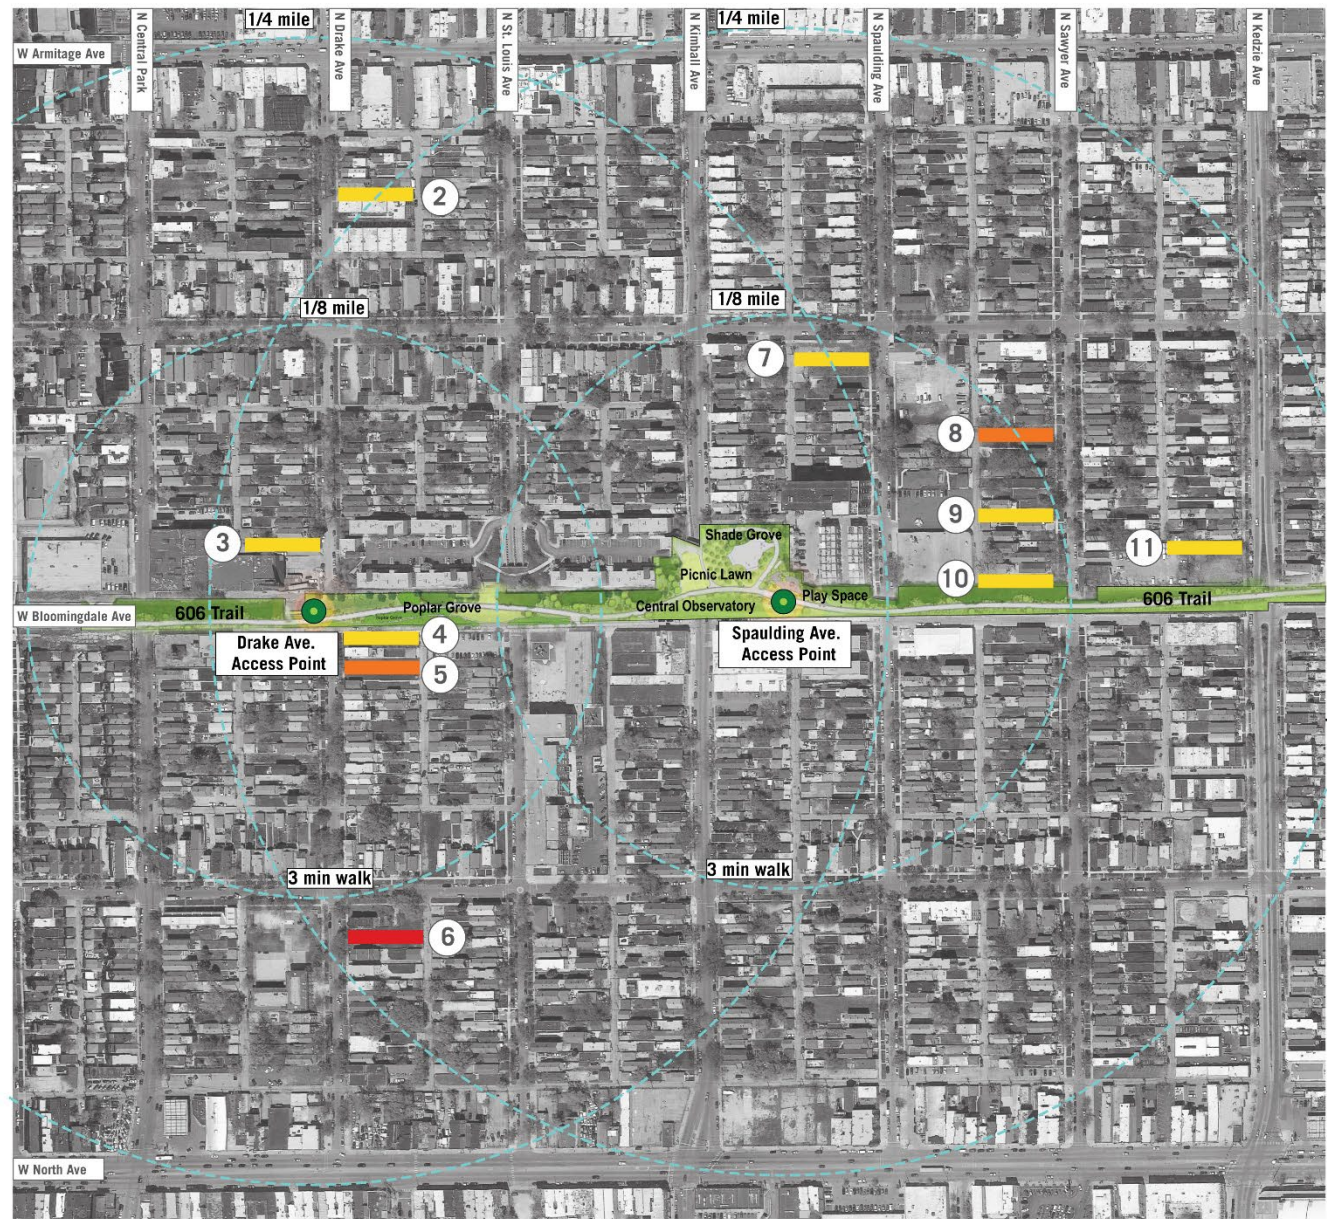 1/4 mile
1/4 mile
N Central Park
N Drake Ave
N St. Louis Ave
N Kimball Ave
N Spaulding Ave
N Sawyer Ave
N Kedzie Ave
W Armitage Ave
2
1/8 mile
1/8 mile
7
8
9
3
11
Shade Grove
Picnic Lawn
10
Play Space
606 Trail
Poplar Grove
Central Observatory
606 Trail
W Bloomingdale Ave
4
Drake Ave.
Access Point
Spaulding Ave.
Access Point
5
3 min walk
3 min walk
6
W North Ave